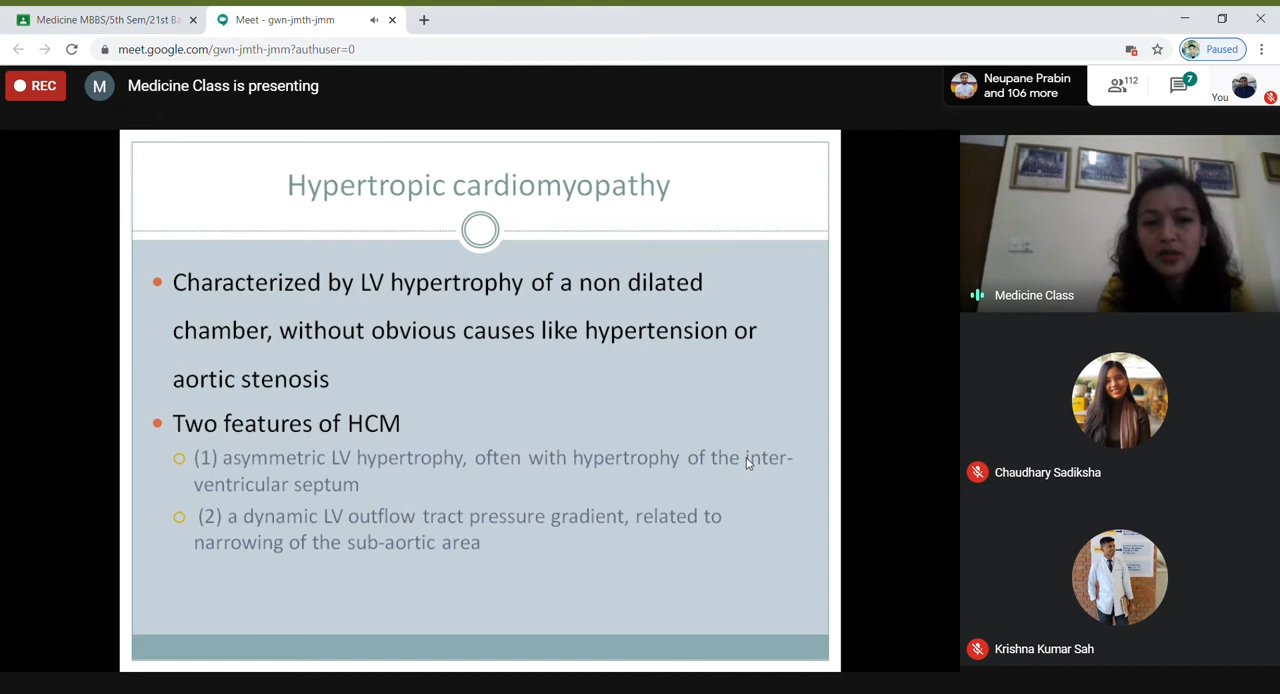 Medicine MBBS/5th Sem/21st Ba
Meet - gwn-jmth-jmm
meet.google.com/gwn-jmth-jmm?authuser=0
Paused
REC
M
Medicine Class is presenting
Neupane Prabin
and 106 more
112
7
You
Hypertropic cardiomyopathy
Characterized by LV hypertrophy of a non dilated
chamber, without obvious causes like hypertension or
aortic stenosis
Two features of HCM
(1) asymmetric LV hypertrophy, often with hypertrophy of the inter-
ventricular septum
(2) a dynamic LV outflow tract pressure gradient, related to
narrowing of the sub-aortic area
Medicine Class
Chaudhary Sadiksha
Krishna Kumar Sah